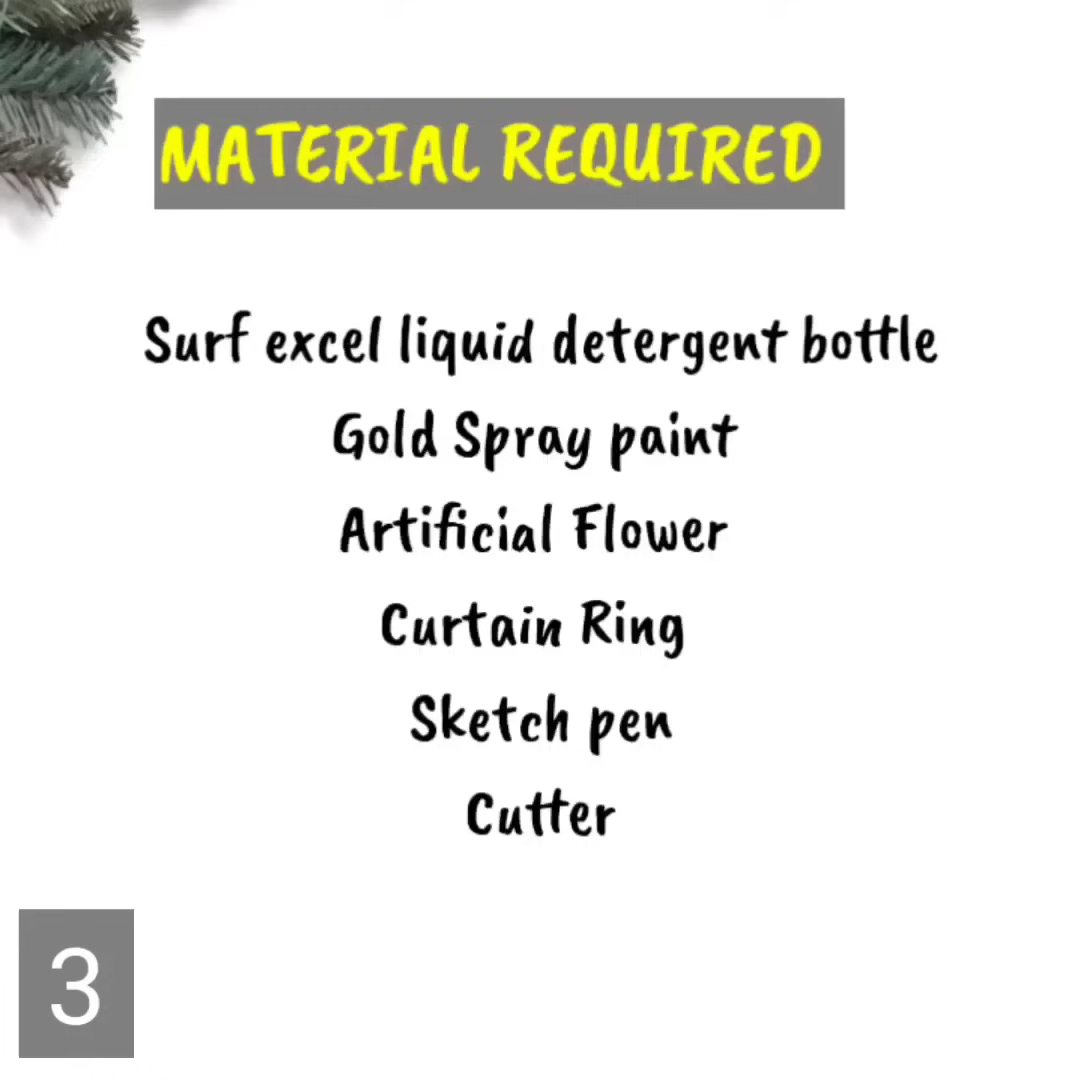 MATERIAL REQUIRED
Surf excel liquid detergent bottle
Gold Spray paint
Artificial Flower
Curtain Ring
Sketch pen
Cutter
3